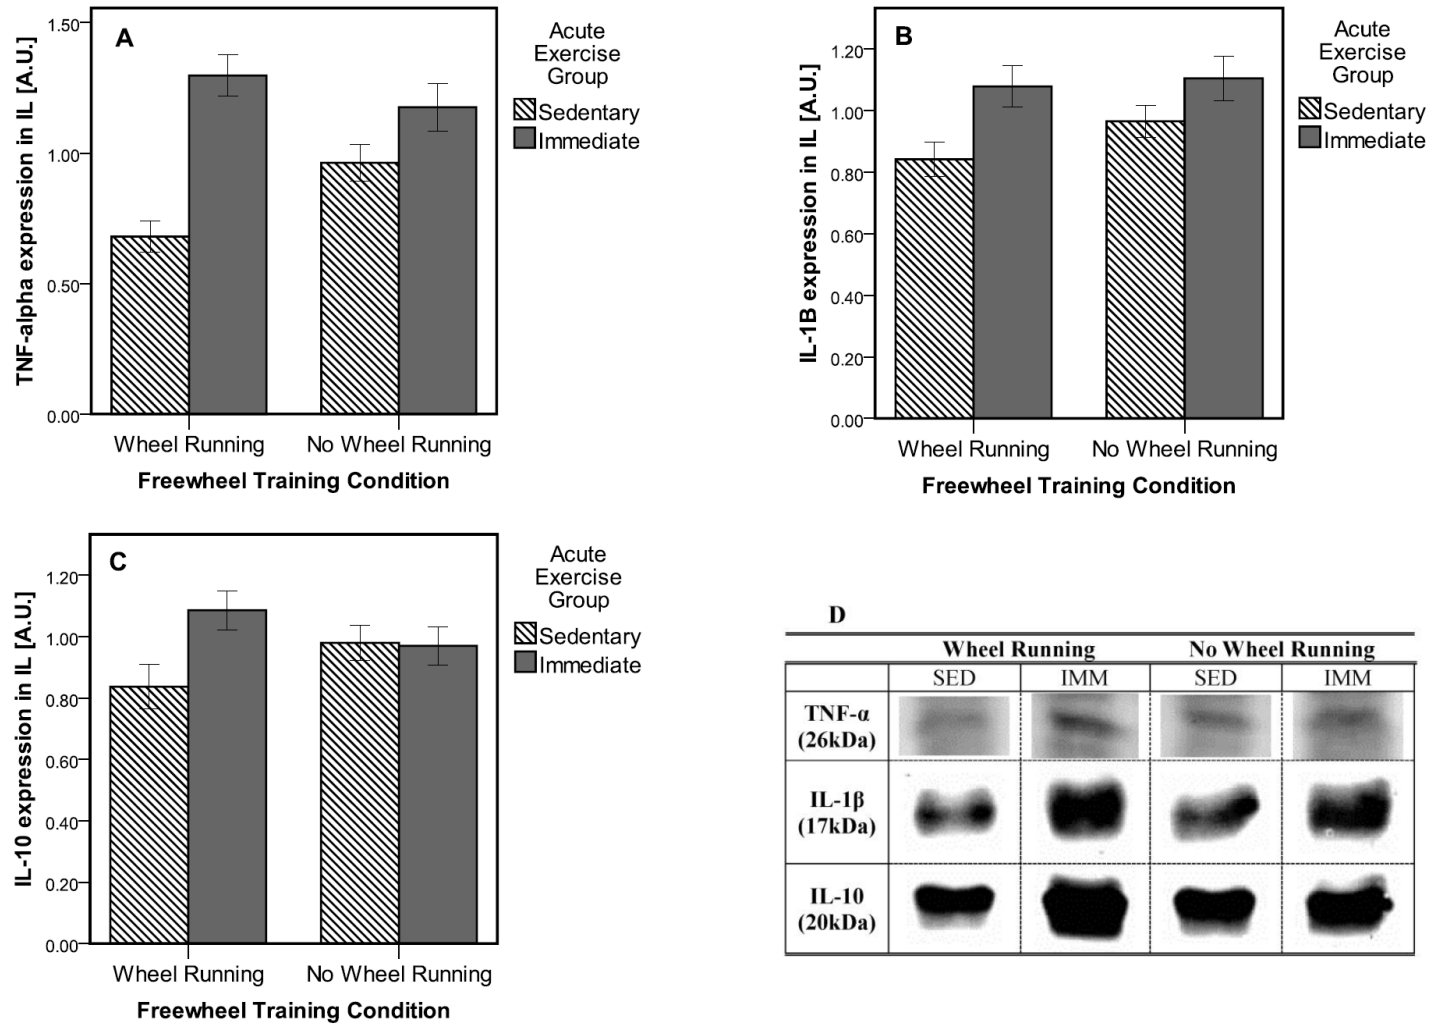 A
TNF-alpha expression in IL [A.U.]
1.50
1.00
0.50
0.00
Wheel Running
No Wheel Running
Freewheel Training Condition
Acute
Exercise
Group
Sedentary
Immediate
B
IL-1B expression in IL [A.U.]
1.20
1.00
0.80
0.60
0.40
0.20
0.00
Wheel Running
No Wheel Running
Freewheel Training Condition
Acute
Exercise
Group
Sedentary
Immediate
C
IL-10 expression in IL [A.U.]
1.20
1.00
0.80
0.60
0.40
0.20
0.00
Wheel Running
No Wheel Running
Freewheel Training Condition
Acute
Exercise
Group
Sedentary
Immediate
D
Wheel Running No Wheel Running
SED IMM SED IMM
TNF-α
(26kDa)
IL-1β
(17kDa)
IL-10
(20kDa)